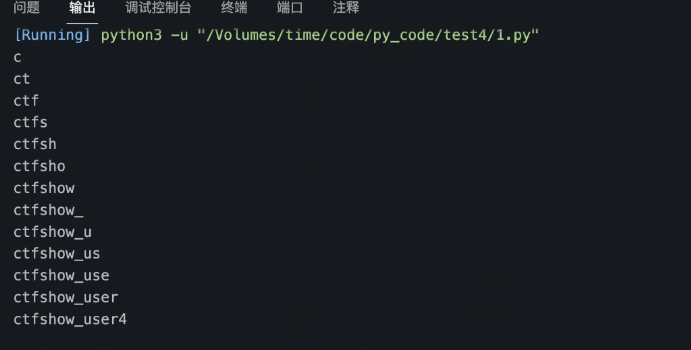 问题 输出 调试控制台 终端 端口 注释
[Running] python3 -u "/Volumes/time/code/py_code/test4/1.py"
c
ct
ctf
ctfs
ctfsh
ctfsho
ctfshow
ctfshow_
ctfshow_u
ctfshow_us
ctfshow_use
ctfshow_user
ctfshow_user4